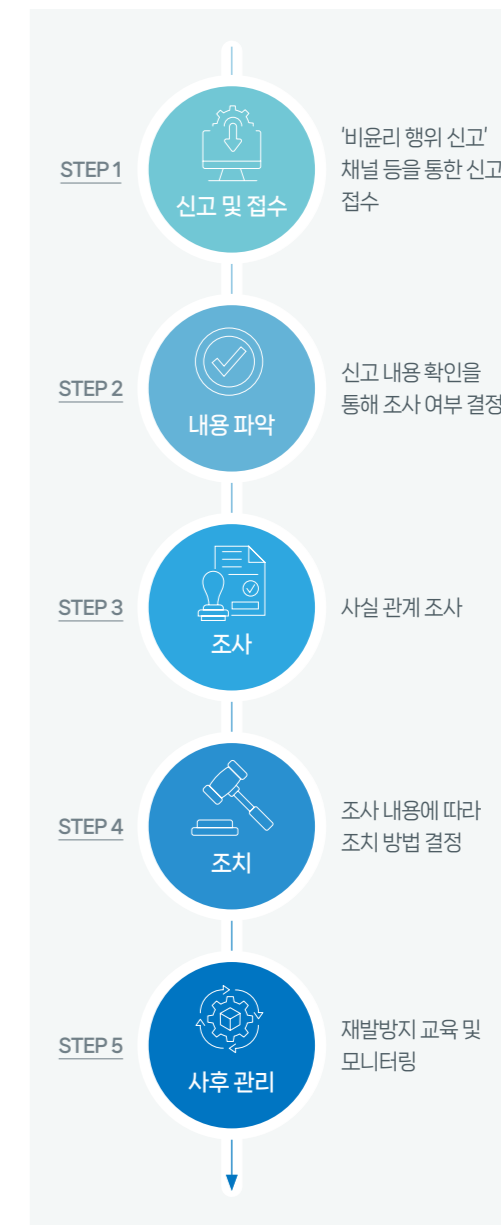 STEP 1
신고 및 접수
'비윤리 행위 신고'
채널 등을 통한 신고
접수
STEP 2
내용 파악
신고 내용 확인을
통해 조사 여부 결정
STEP 3
조사
사실 관계 조사
STEP 4
조치
조사 내용에 따라
조치 방법 결정
STEP 5
사후 관리
재발방지 교육 및
모니터링